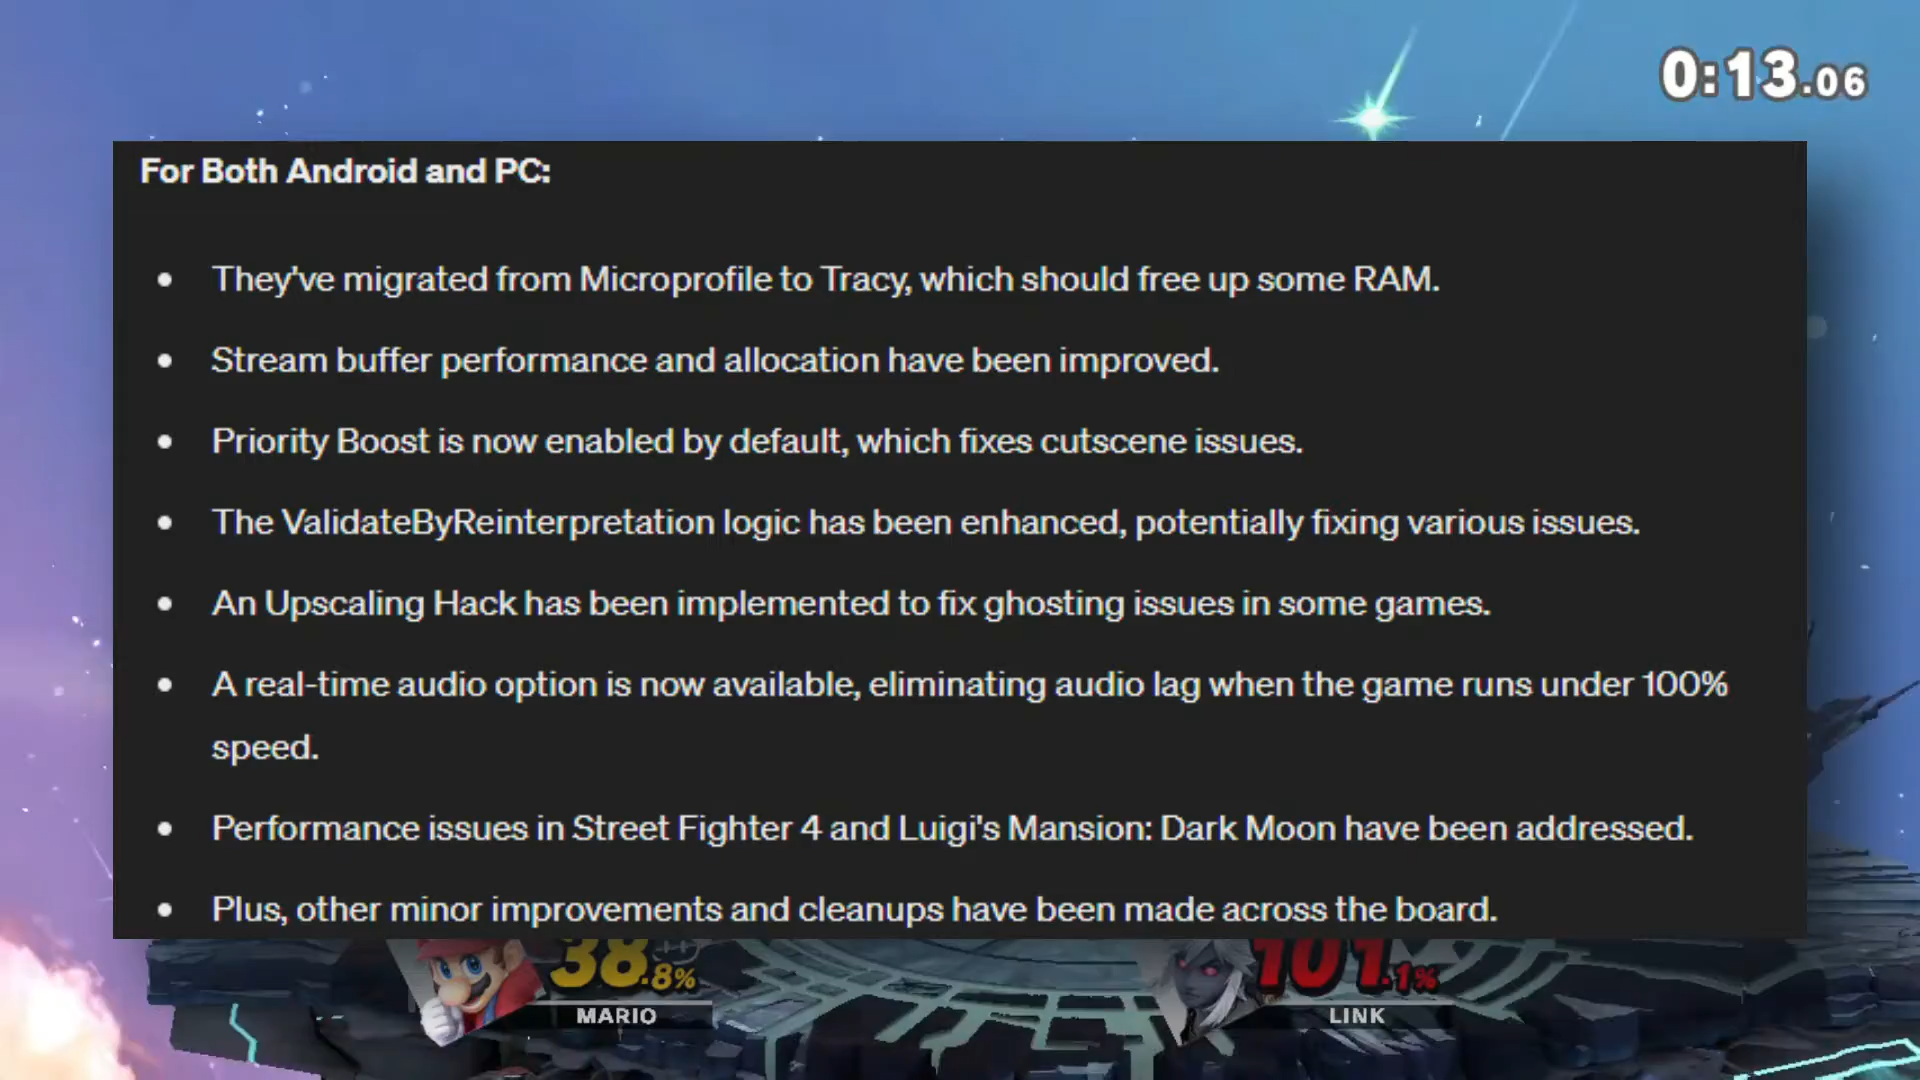 0:13.06
For Both Android and PC:
• They've migrated from Microprofile to Tracy, which should free up some RAM.
• Stream buffer performance and allocation have been improved.
• Priority Boost is now enabled by default, which fixes cutscene issues.
• The ValidateByReinterpretation logic has been enhanced, potentially fixing various issues.
• An Upscaling Hack has been implemented to fix ghosting issues in some games.
• A real-time audio option is now available, eliminating audio lag when the game runs under 100%
speed.
• Performance issues in Street Fighter 4 and Luigi's Mansion: Dark Moon have been addressed.
• Plus, other minor improvements and cleanups have been made across the board.
38.8% 101.1%
MARIO LINK